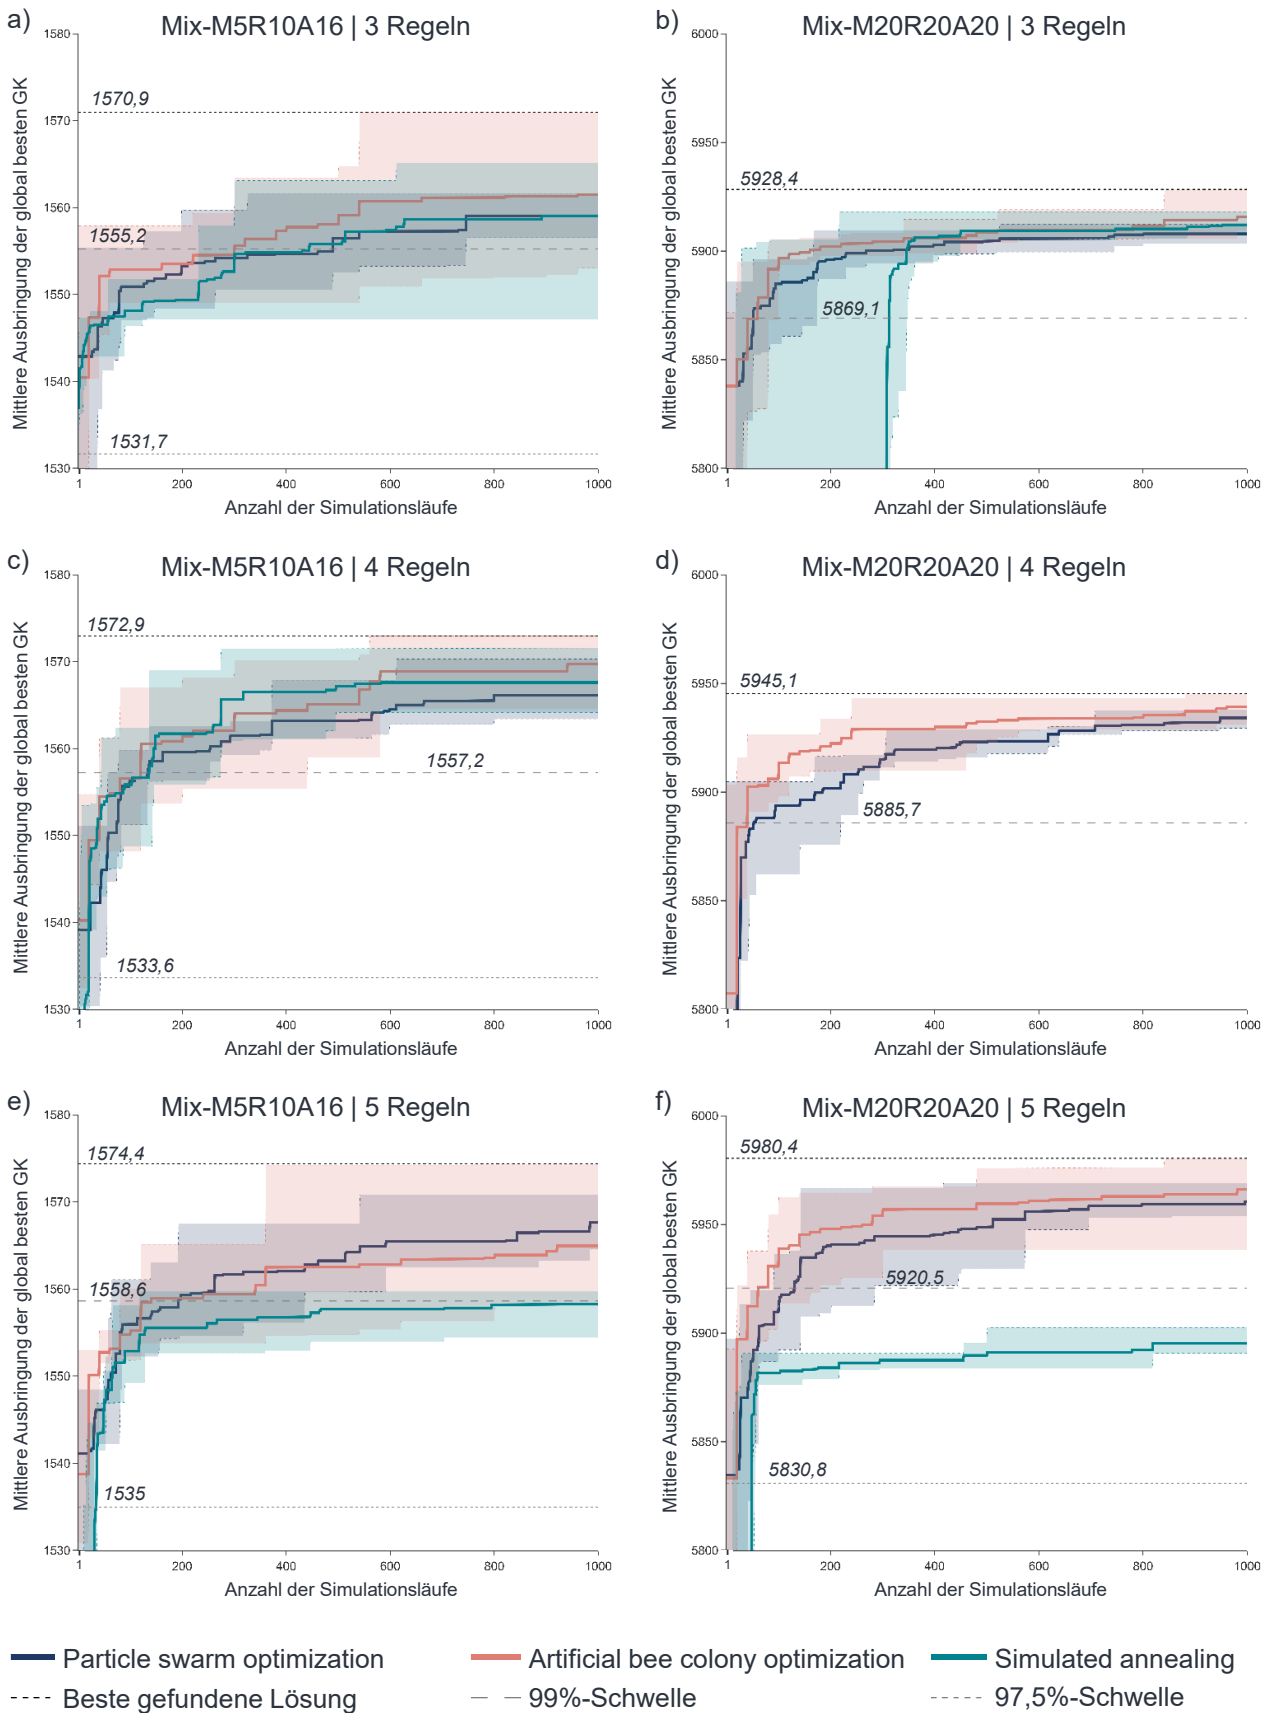 a)
Mix-M5R10A16 | 3 Regeln
Mittlere Ausbringung der global besten GK
1580
1570
1560
1550
1540
1530
1570,9
1555,2
1531,7
1
200
400
600
800
1000
Anzahl der Simulationsläufe
b)
Mix-M20R20A20 | 3 Regeln
Mittlere Ausbringung der global besten GK
6000
5950
5900
5850
5800
5928,4
5869,1
1
200
400
600
800
1000
Anzahl der Simulationsläufe
c)
Mix-M5R10A16 | 4 Regeln
Mittlere Ausbringung der global besten GK
1580
1570
1560
1550
1540
1530
1572,9
1557,2
1533,6
1
200
400
600
800
1000
Anzahl der Simulationsläufe
d)
Mix-M20R20A20 | 4 Regeln
Mittlere Ausbringung der global besten GK
6000
5950
5900
5850
5800
5945,1
5885,7
1
200
400
600
800
1000
Anzahl der Simulationsläufe
e)
Mix-M5R10A16 | 5 Regeln
Mittlere Ausbringung der global besten GK
1580
1570
1560
1550
1540
1530
1574,4
1558,6
1535
1
200
400
600
800
1000
Anzahl der Simulationsläufe
f)
Mix-M20R20A20 | 5 Regeln
Mittlere Ausbringung der global besten GK
6000
5950
5900
5850
5800
5980,4
5920,5
5830,8
1
200
400
600
800
1000
Anzahl der Simulationsläufe
Particle swarm optimization
Artificial bee colony optimization
Simulated annealing
Beste gefundene Lösung
99%-Schwelle
97,5%-Schwelle